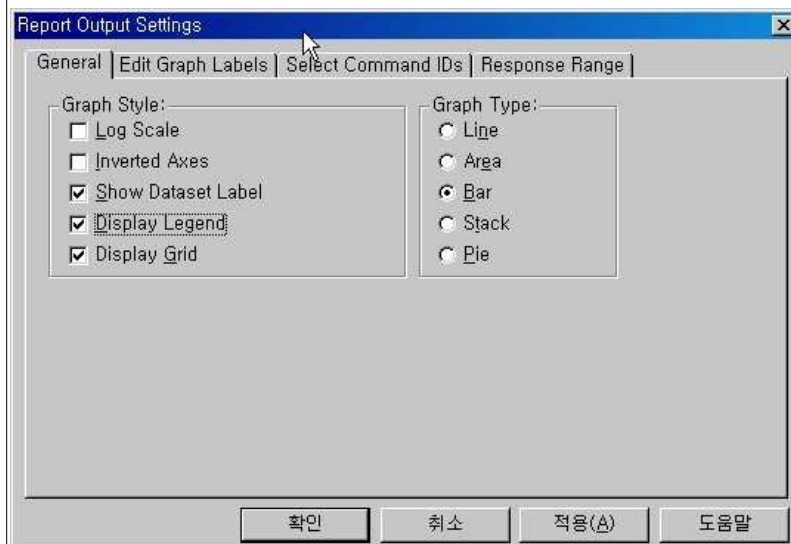 Report Output Settings
General Edit Graph Labels Select Command IDs Response Range
Graph Style:
Log Scale
Inverted Axes
Show Dataset Label
Display Legend
Display Grid
Graph Type:
Line
Area
Bar
Stack
Pie
확인 취소 적용(A) 도움말